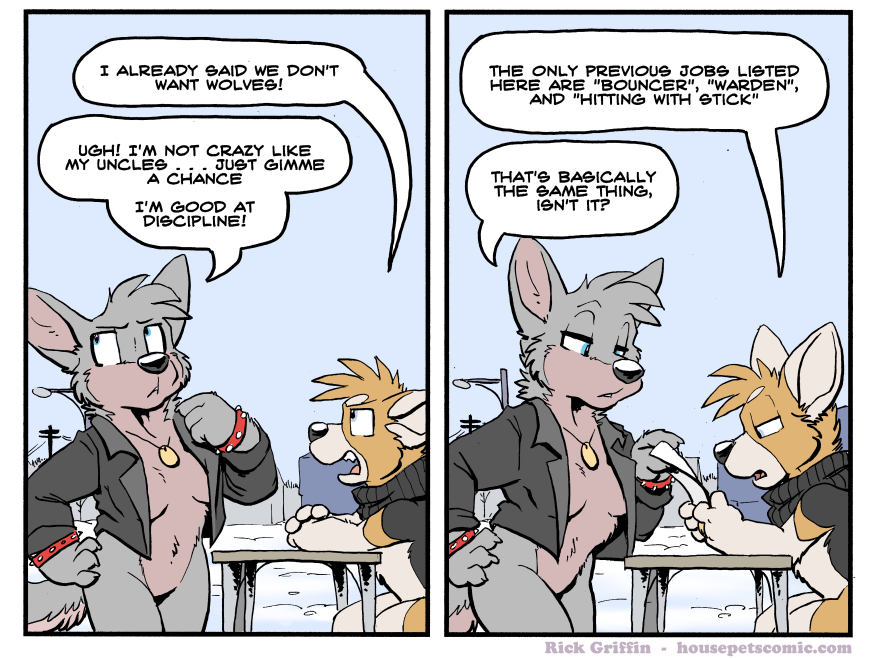 I ALREADY SAID WE DON'T
WANT WOLVES!
UGH! I'M NOT CRAZY LIKE
MY UNCLES . . . JUST GIMME
A CHANCE
I'M GOOD AT
DISCIPLINE!
THE ONLY PREVIOUS JOBS LISTED
HERE ARE "BOUNCER", "WARDEN",
AND "HITTING WITH STICK"
THAT'S BASICALLY
THE SAME THING,
ISN'T IT?
Rick Griffin - housepetscomic.com